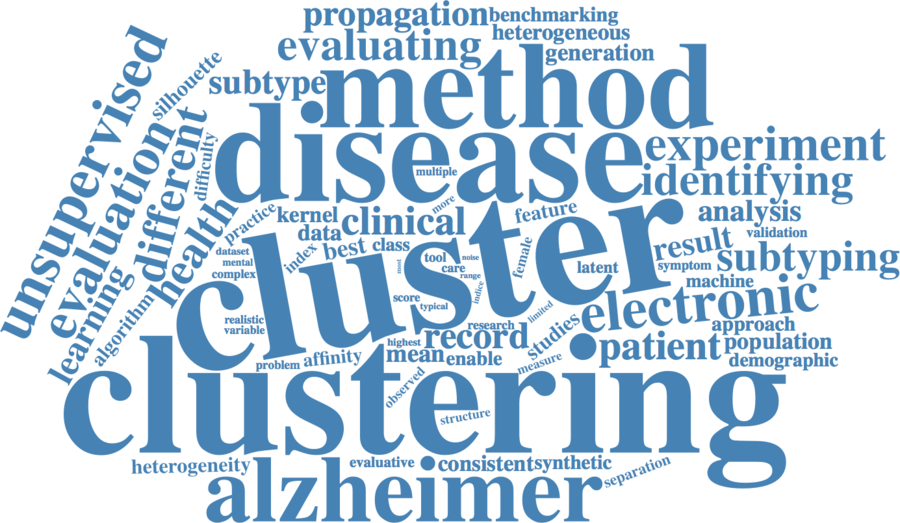 propagation
benchmarking
heterogeneous
evaluating
generation
unsupervised
silhouette
subtype
method
evaluation
different
difficulty
disease
experiment
multiple
identifying
health
practice
kernel
clinical
more
feature
analysis
data
validation
dataset
mental
complex
index
best
class
cluster
most
tool
care
noise
range
indice
female
latent
result
symptom
subtyping
machine
learning
algorithm
score
typical
electronic
realistic
variable
research
limited
studies
approach
highest
record
patient
population
problem
affinity
mean
enable
measure
demographic
observed
clustering
structure
heterogeneity
evaluative
consistent
synthetic
separation
alzheimer